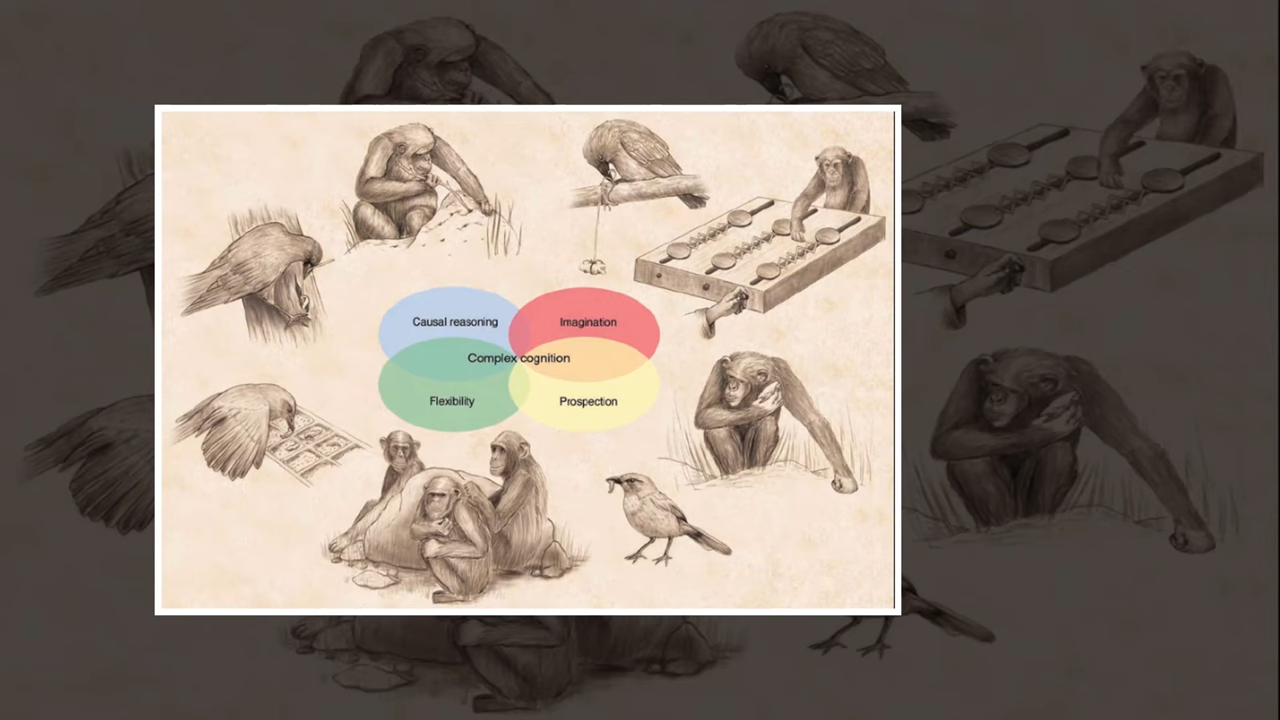 Causal reasoning
Imagination
Complex cognition
Flexibility
Prospection